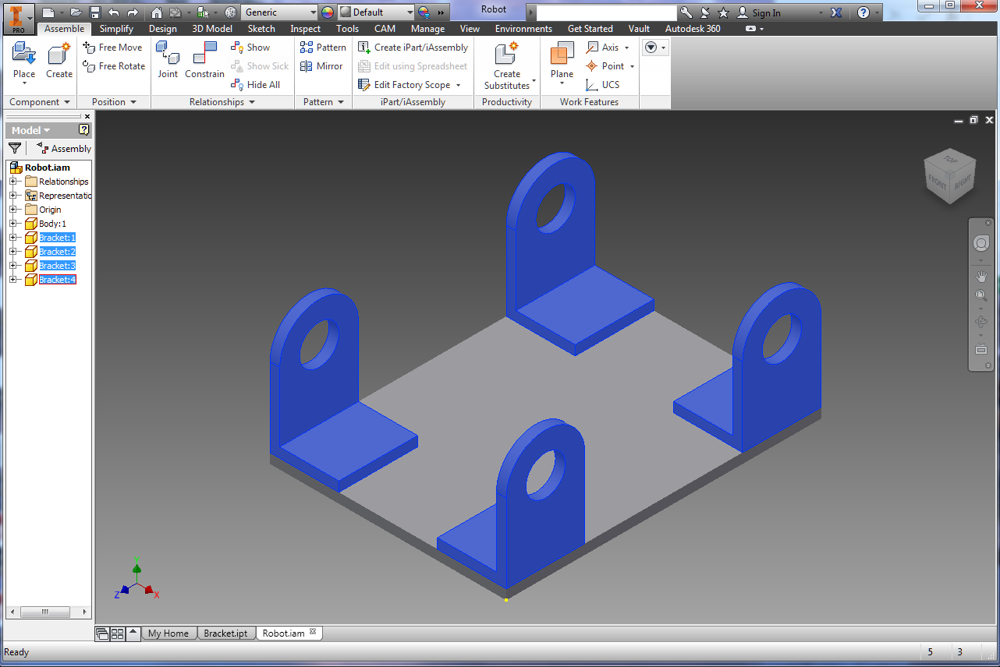 Generic
Default
Robot
Sign In
PRO
Assemble Simplify Design 3D Model Sketch Inspect Tools CAM Manage View Environments Get Started Vault Autodesk 360
Place
Create
Free Move
Free Rotate
Joint
Constrain
Show
Show Sick
Hide All
Pattern
Mirror
Create iPart/iAssembly
Edit using Spreadsheet
Edit Factory Scope
Create
Substitutes
Plane
Axis
Point
UCS
Component Position Relationships Pattern iPart/iAssembly Productivity Work Features
Model
Assembly
Robot.iam
Relationships
Representatio
Origin
Body:1
Bracket:1
Bracket:2
Bracket:3
Bracket:4
TOP
FRONT
RIGHT
Z
X
My Home Bracket.ipt Robot.iam
Ready
5 3